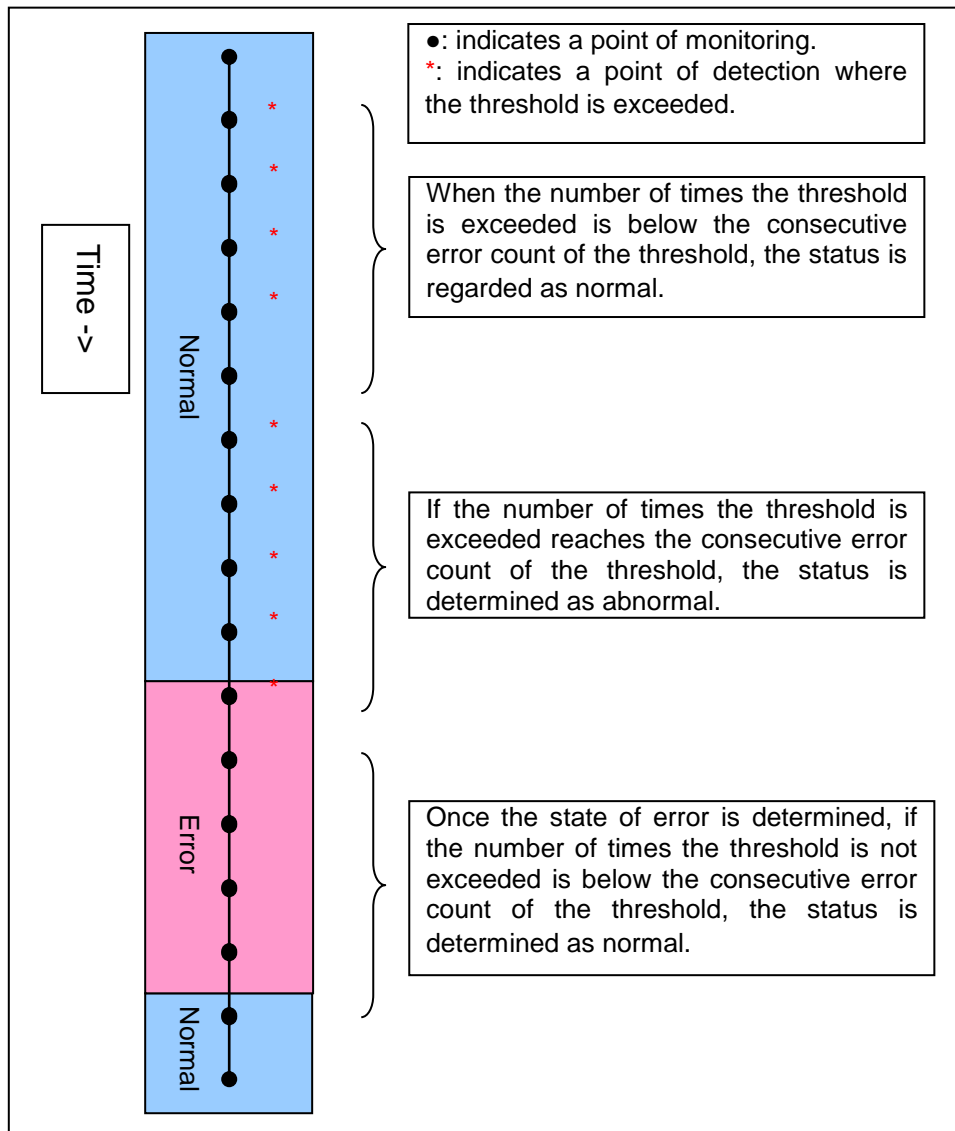 ●: indicates a point of monitoring.
*: indicates a point of detection where
the threshold is exceeded.
*
*
When the number of times the threshold
is exceeded is below the consecutive
error count of the threshold, the status is
regarded as normal.
*
*
Time ->
Normal
*
*
If the number of times the threshold is
exceeded reaches the consecutive error
count of the threshold, the status is
determined as abnormal.
*
*
*
Error
Once the state of error is determined, if
the number of times the threshold is not
exceeded is below the consecutive error
count of the threshold, the status is
determined as normal.
Normal